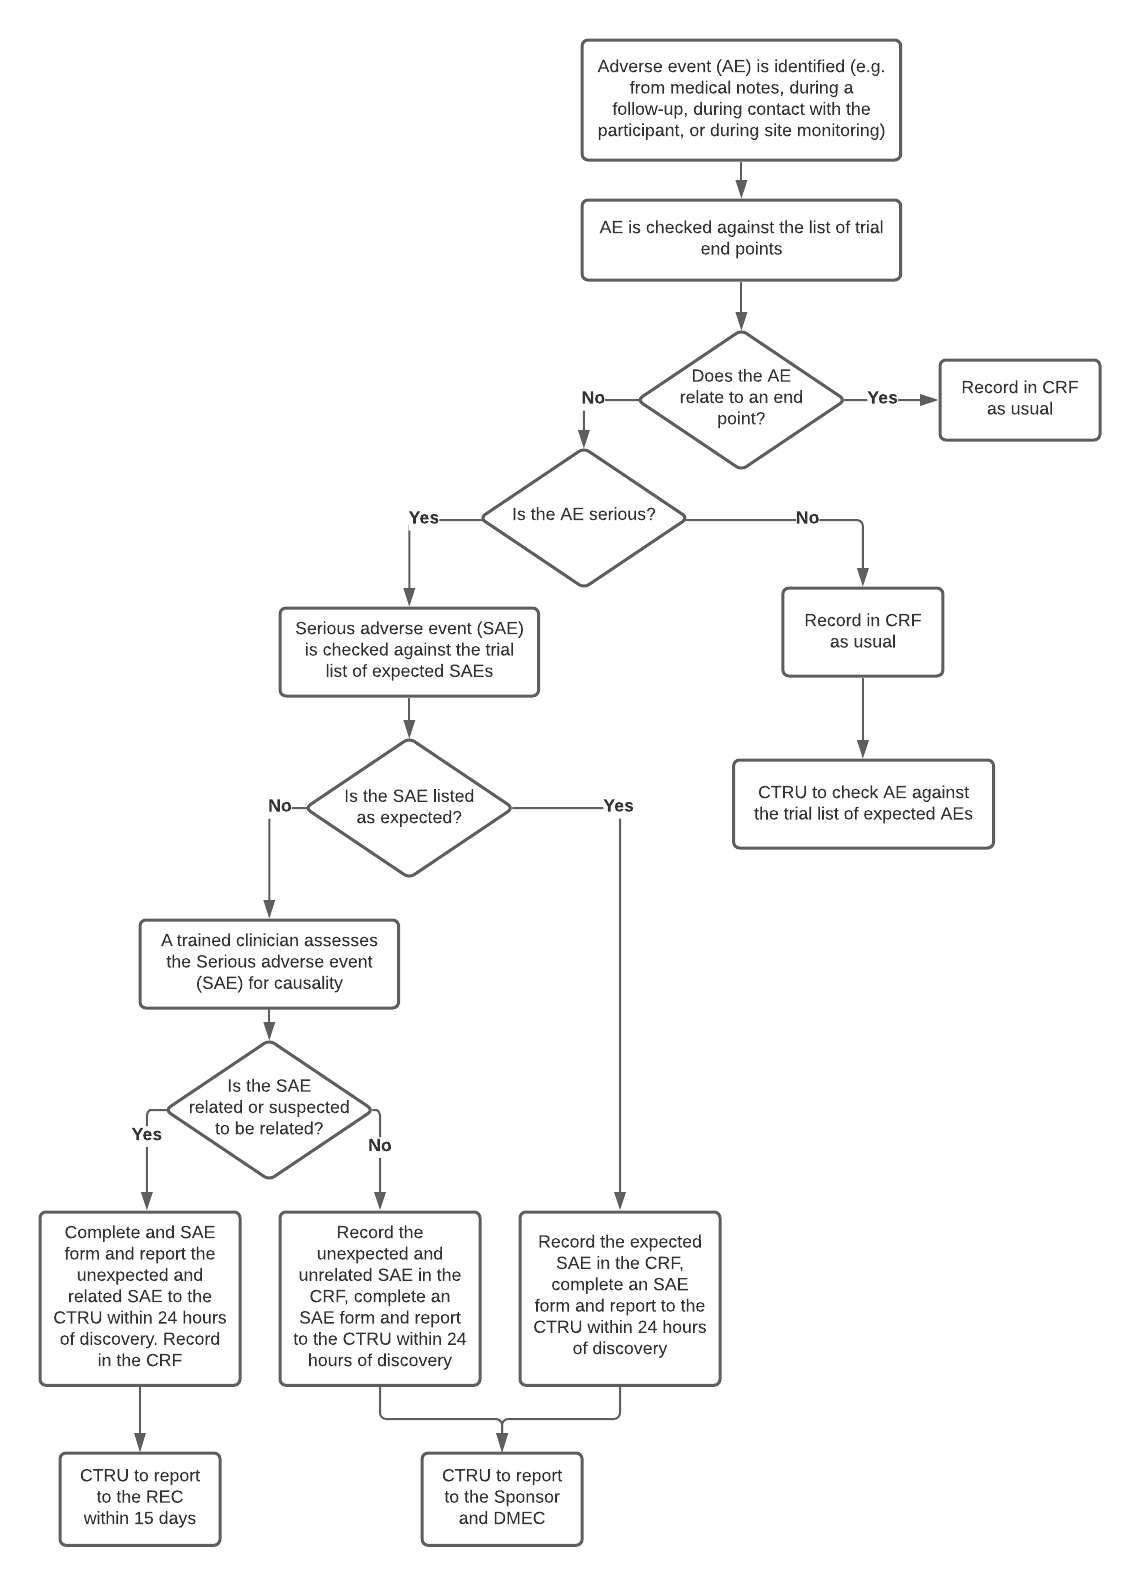 Adverse event (AE) is identified (e.g.
from medical notes, during a
follow-up, during contact with the
participant, or during site monitoring)
AE is checked against the list of trial
end points
Does the AE
relate to an end
point?
No
Yes
Record in CRF
as usual
Is the AE serious?
Yes
No
Serious adverse event (SAE)
is checked against the trial
list of expected SAEs
Record in CRF
as usual
CTRU to check AE against
the trial list of expected AEs
Is the SAE listed
as expected?
No
Yes
A trained clinician assesses
the Serious adverse event
(SAE) for causality
Is the SAE
related or suspected
to be related?
Yes
No
Complete and SAE
form and report the
unexpected and
related SAE to the
CTRU within 24 hours
of discovery. Record
in the CRF
Record the
unexpected and
unrelated SAE in the
CRF, complete an
SAE form and report
to the CTRU within 24
hours of discovery
Record the expected
SAE in the CRF,
complete an SAE
form and report to the
CTRU within 24 hours
of discovery
CTRU to report
to the REC
within 15 days
CTRU to report
to the Sponsor
and DMEC